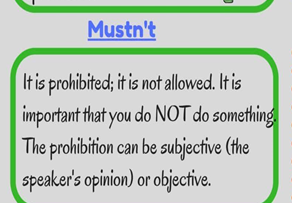 Mustn't
It is prohibited; it is not allowed. It is
important that you do NOT do something.
The prohibition can be subjective (the
speaker's opinion) or objective.